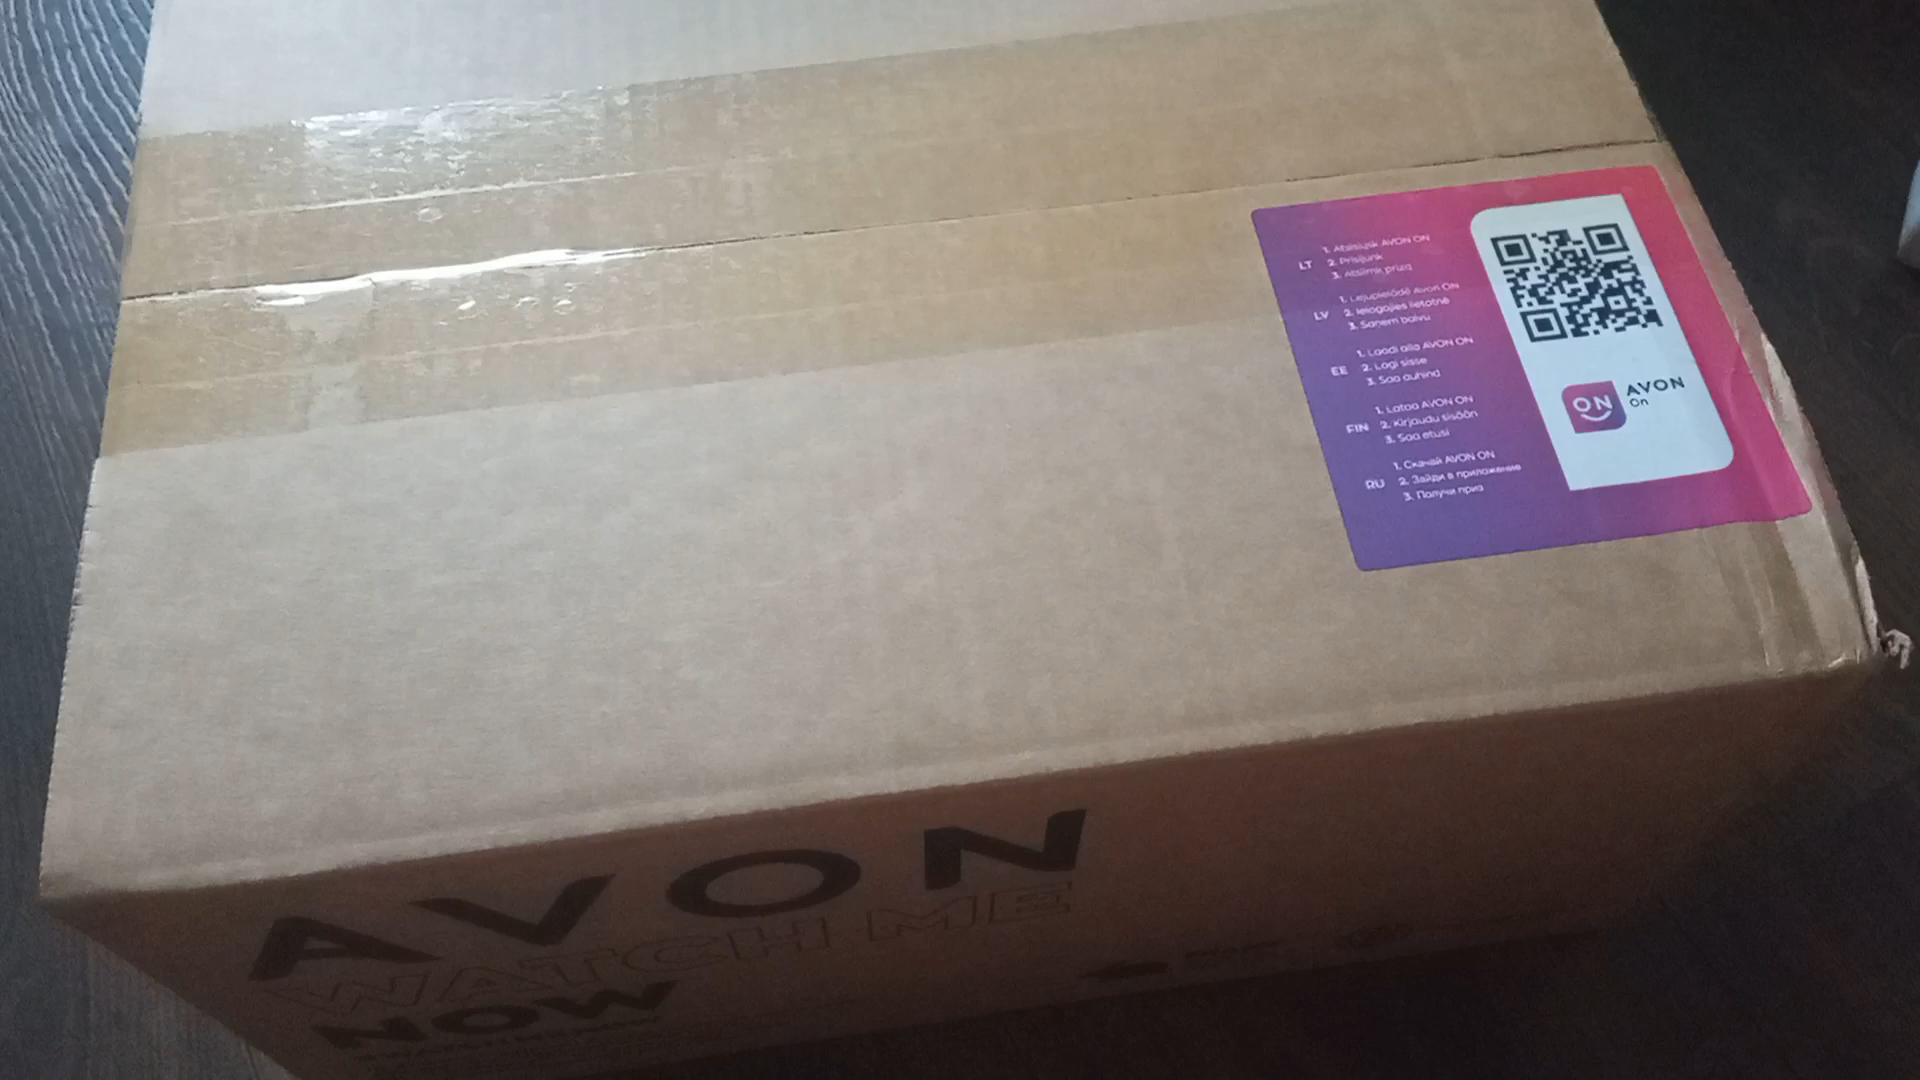 LT
1. Atsisiųsk AVON ON
2. Prisijunk
3. Atsiimk prizą
LV
1. Lejupielādē Avon ON
2. Ielogojies lietotnē
3. Saņem balvu
EE
1. Laadi alla AVON ON
2. Logi sisse
3. Saa auhind
FIN
1. Lataa AVON ON
2. Kirjaudu sisään
3. Saa etusi
RU
1. Скачай AVON ON
2. Зайди в приложение
3. Получи приз
ON
AVON
On
AVON
WATCH ME
NOW